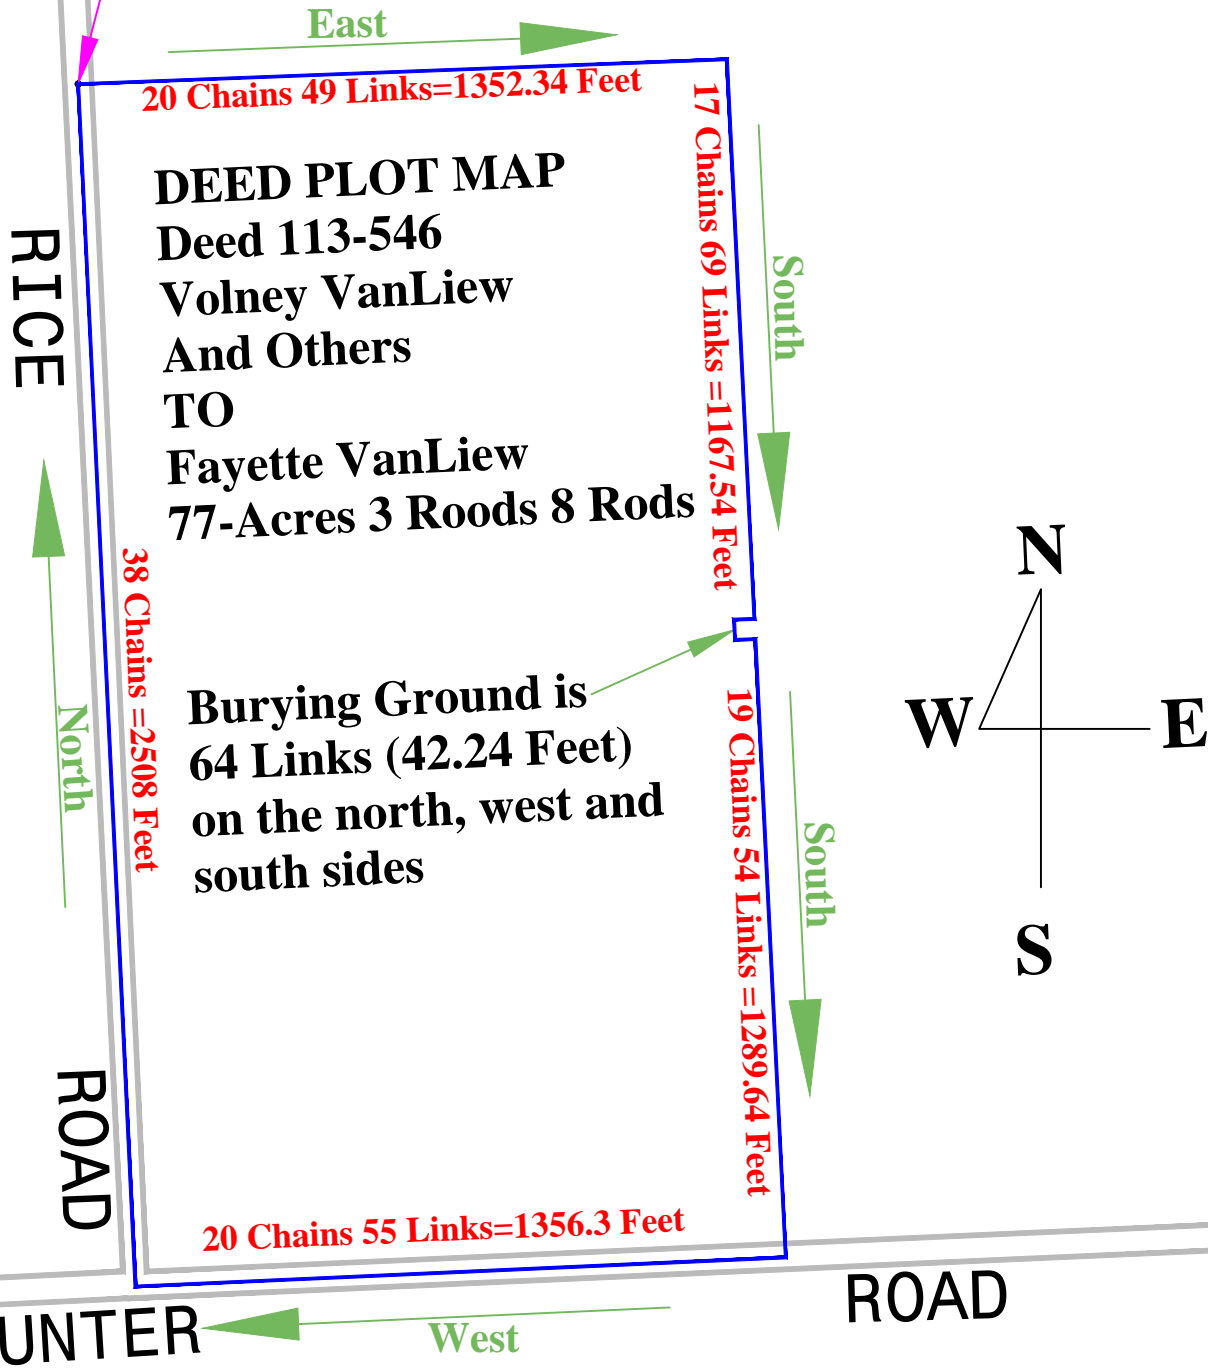 East
20 Chains 49 Links=1352.34 Feet
17 Chains 69 Links =1167.54 Feet
South
DEED PLOT MAP
Deed 113-546
Volney VanLiew
And Others
TO
Fayette VanLiew
77-Acres 3 Roods 8 Rods
RICE
ROAD
North
38 Chains =2508 Feet
Burying Ground is
64 Links (42.24 Feet)
on the north, west and
south sides
19 Chains 54 Links =1289.64 Feet
South
N
W
E
S
20 Chains 55 Links=1356.3 Feet
UNTER
West
ROAD